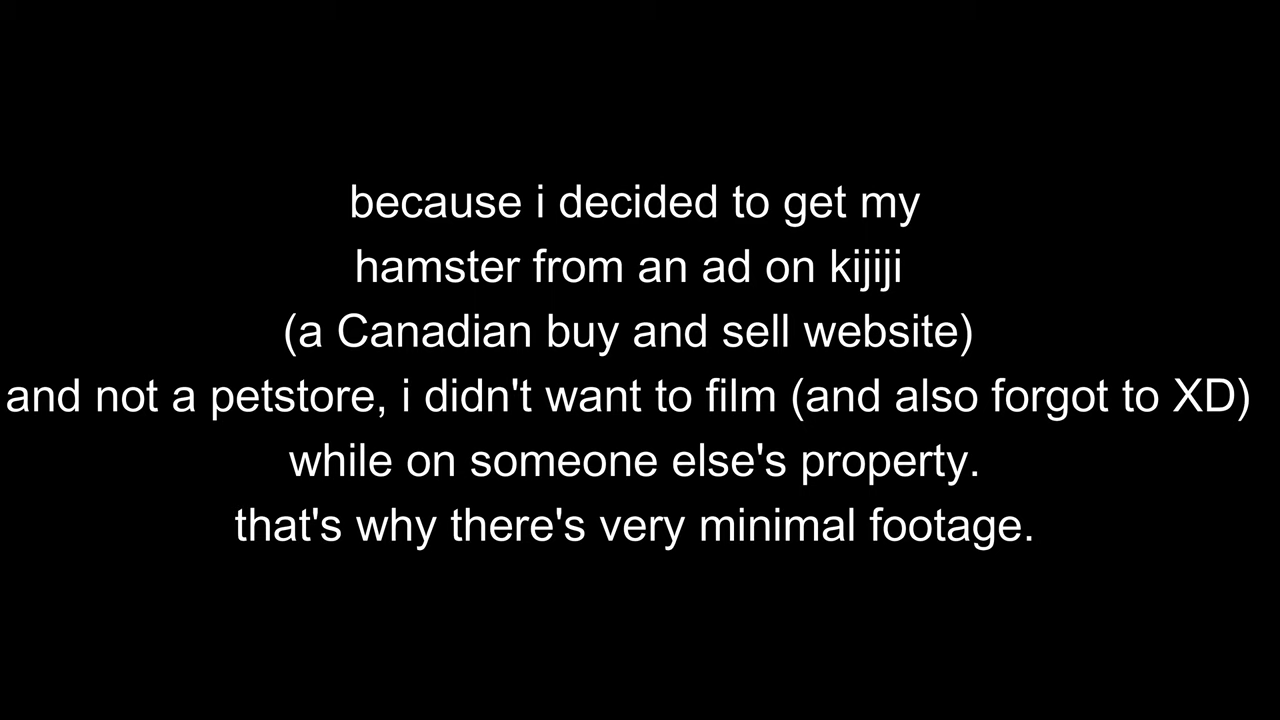 because i decided to get my
hamster from an ad on kijiji
(a Canadian buy and sell website)
and not a petstore, i didn't want to film (and also forgot to XD)
while on someone else's property.
that's why there's very minimal footage.